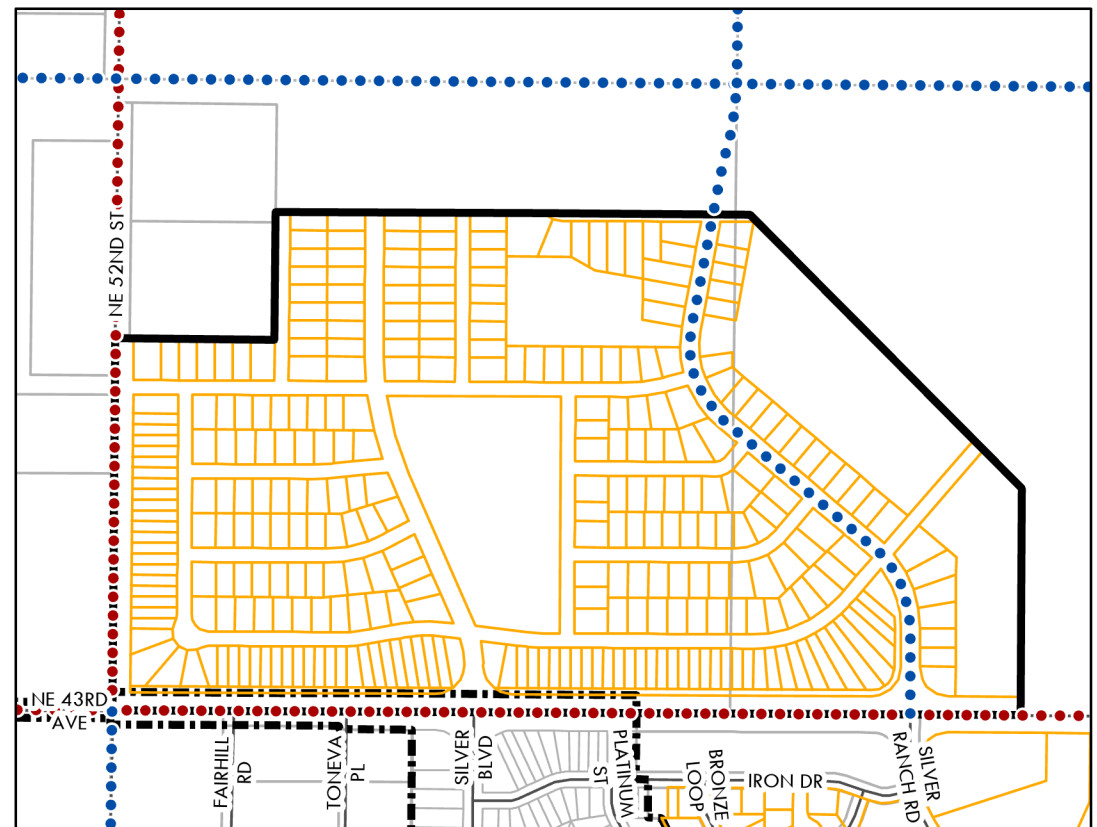 NE 52ND ST
NE 43RD
AVE
FAIRHILL
RD
TONEVA
PL
SILVER
BLVD
PLATINUM
ST
BRONZE
LOOP
IRON DR
SILVER
RANCH RD